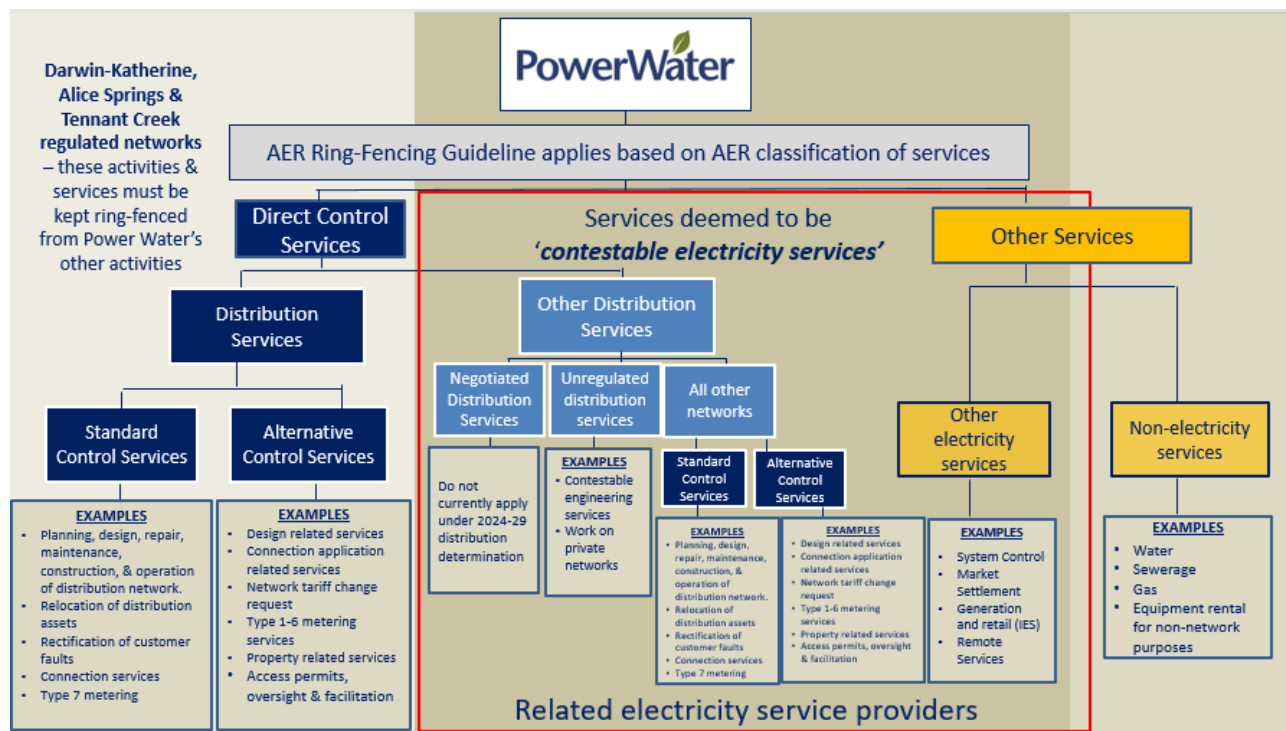 PowerWater
Darwin-Katherine,
Alice Springs &
Tennant Creek
regulated networks
– these activities &
services must be
kept ring-fenced
from Power Water's
other activities
AER Ring-Fencing Guideline applies based on AER classification of services
Direct Control
Services
Services deemed to be
'contestable electricity services'
Other Services
Distribution
Services
Other Distribution
Services
Negotiated
Distribution
Services
Unregulated
distribution
services
All other
networks
Standard
Control Services
Alternative
Control Services
Other
electricity
services
Non-electricity
services
Standard
Control
Services
Alternative
Control
Services
EXAMPLES
• Planning, design, repair,
maintenance,
construction, & operation
of distribution network.
• Relocation of distribution
assets
• Rectification of customer
faults
• Connection services
• Type 7 metering
EXAMPLES
• Design related services
• Connection application
related services
• Network tariff change
request
• Type 1-6 metering
services
• Property related services
• Access permits,
oversight & facilitation
Do not
currently apply
under 2024-29
distribution
determination
EXAMPLES
• Contestable
engineering
services
• Work on
private
networks
EXAMPLES
• Planning, design,
repair, maintenance,
construction, &
operation of
distribution network.
• Relocation of
distribution assets
• Rectification of
customer faults
• Connection services
• Type 7 metering
EXAMPLES
• Design related services
• Connection application
related services
• Network tariff change
request
• Type 1-6 metering
services
• Property related services
• Access permits, oversight
& facilitation
EXAMPLES
• System Control
• Market
Settlement
• Generation
and retail (IES)
• Remote
Services
EXAMPLES
• Water
• Sewerage
• Gas
• Equipment rental
for non-network
purposes
Related electricity service providers